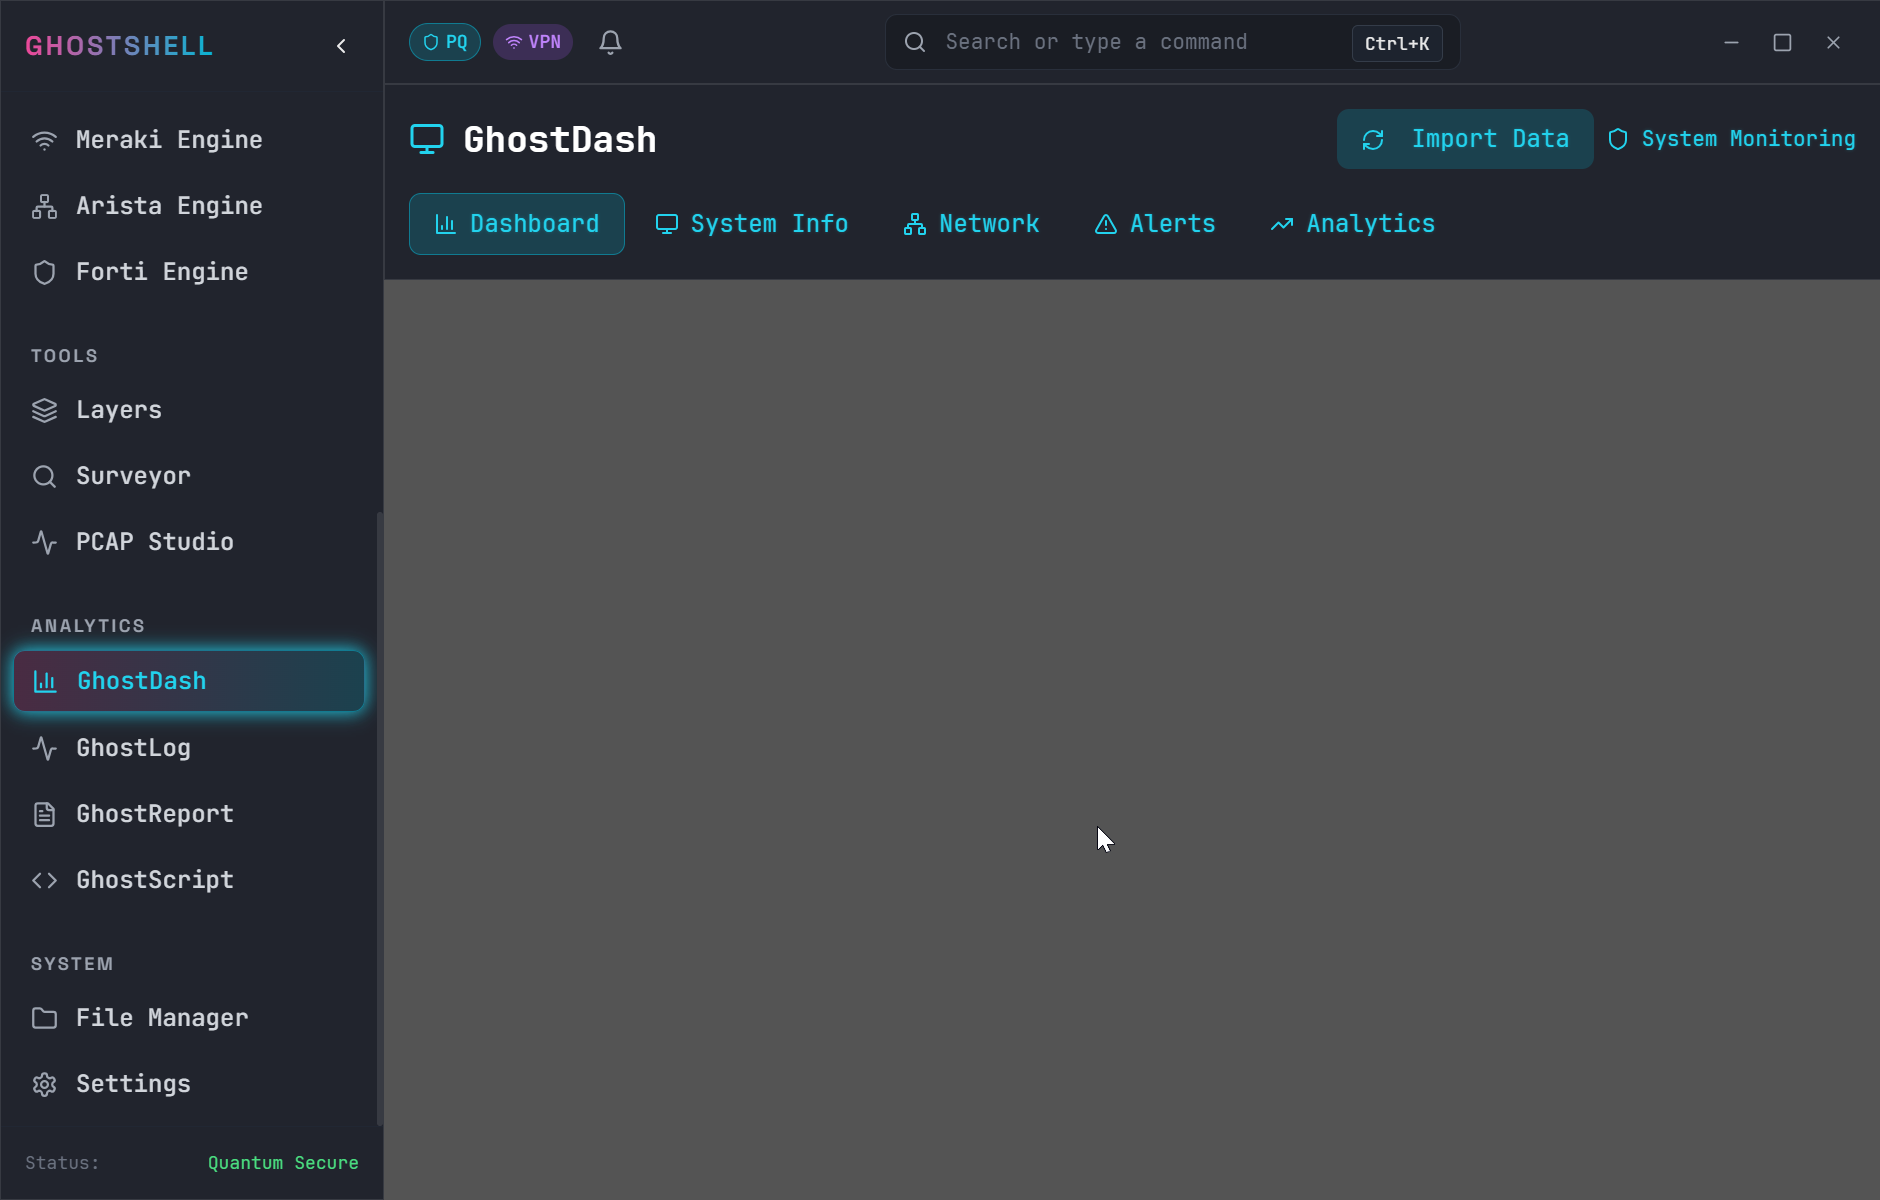 GHOSTSHELL
PQ
VPN
Search or type a command
Ctrl+K
Meraki Engine
Arista Engine
Forti Engine
TOOLS
Layers
Surveyor
PCAP Studio
ANALYTICS
GhostDash
GhostLog
GhostReport
GhostScript
SYSTEM
File Manager
Settings
Status: Quantum Secure
GhostDash
Import Data
System Monitoring
Dashboard
System Info
Network
Alerts
Analytics